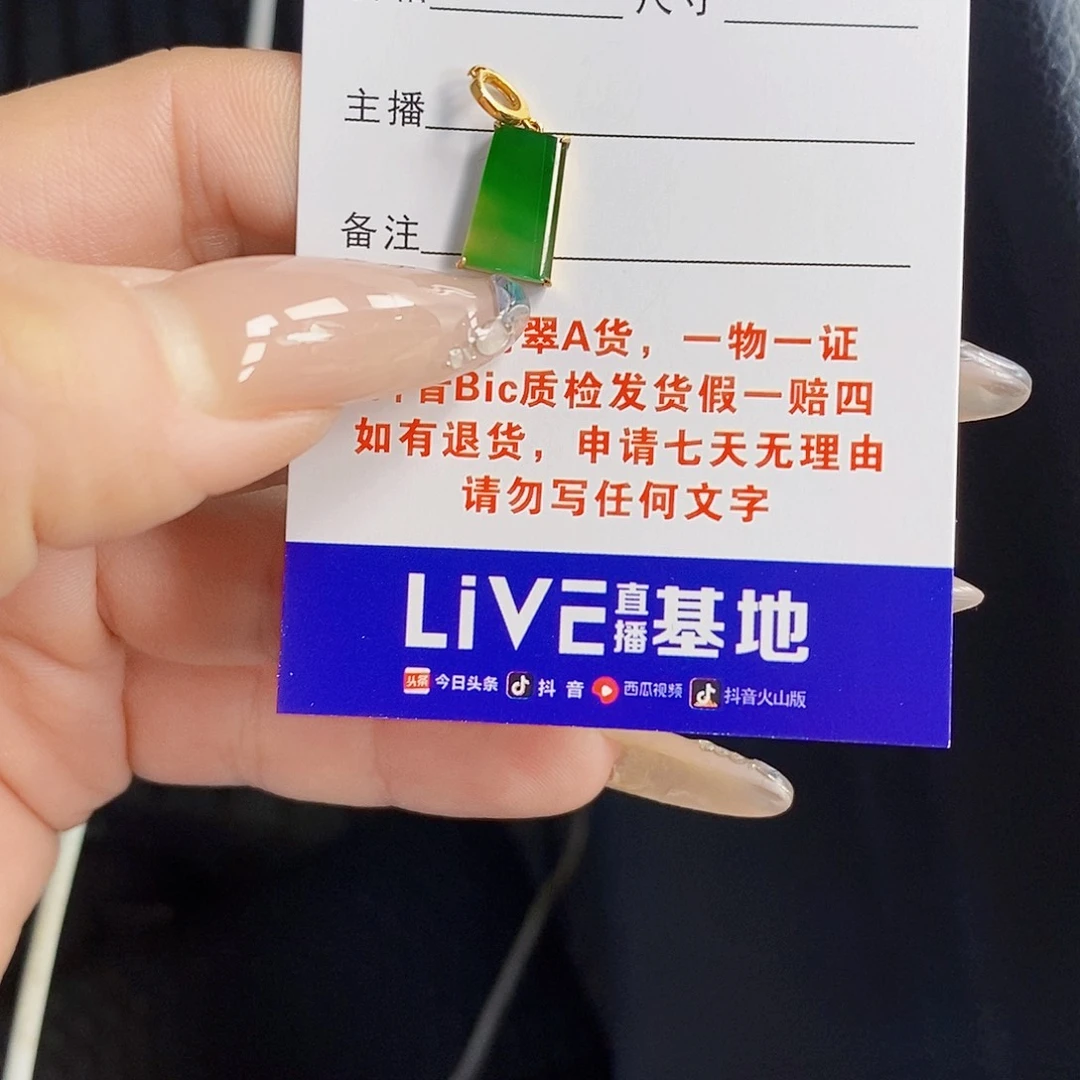 尺寸
主播
备注
翠A货，一物一证
音Bic质检发货假一赔四
如有退货，申请七天无理由
请勿写任何文字
LiVE直播基地
头条 今日头条 抖音 西瓜视频 抖音火山版